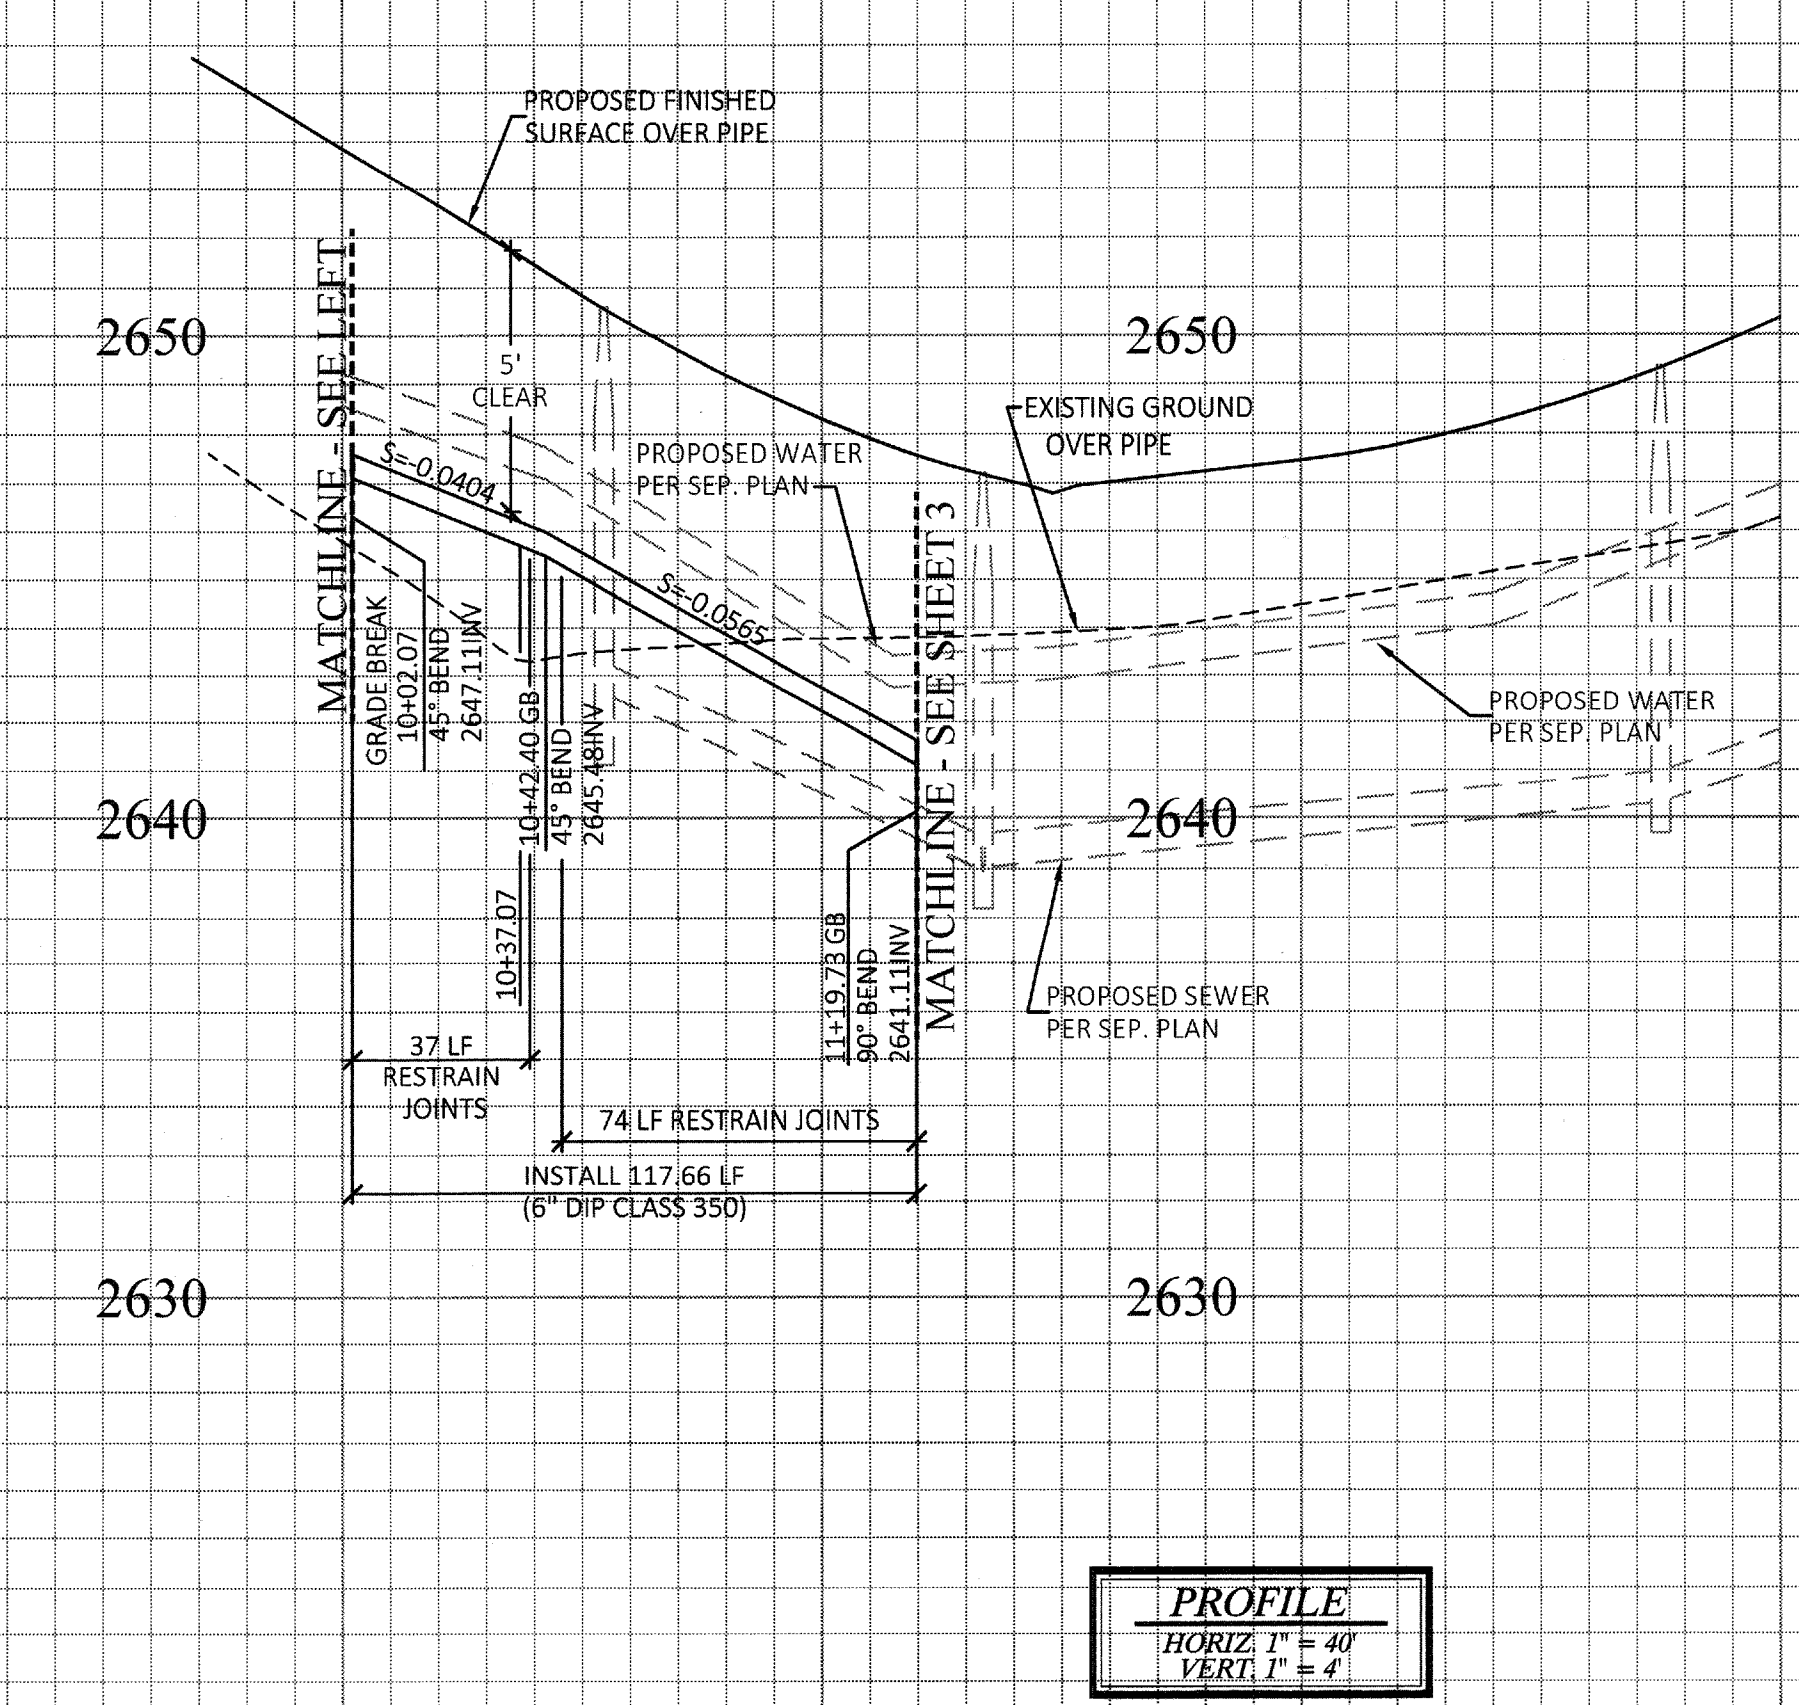 PROPOSED FINISHED
SURFACE OVER PIPE
MATCHLINE - SEE LEFT
2650
2650
5'
CLEAR
EXISTING GROUND
OVER PIPE
PROPOSED WATER
PER SEP. PLAN
S=-0.0404
S=-0.0565
MATCHLINE - SEE SHEET 3
GRADE BREAK
10+02.07
45° BEND
2647.11INV
10+42.40 GB
45° BEND
2645.48INV
PROPOSED WATER
PER SEP. PLAN
2640
2640
10+37.07
11+19.73 GB
90° BEND
2641.11INV
PROPOSED SEWER
PER SEP. PLAN
37 LF
RESTRAIN
JOINTS
74 LF RESTRAIN JOINTS
INSTALL 117.66 LF
(6" DIP CLASS 350)
2630
2630
PROFILE
HORIZ. 1" = 40'
VERT. 1" = 4'